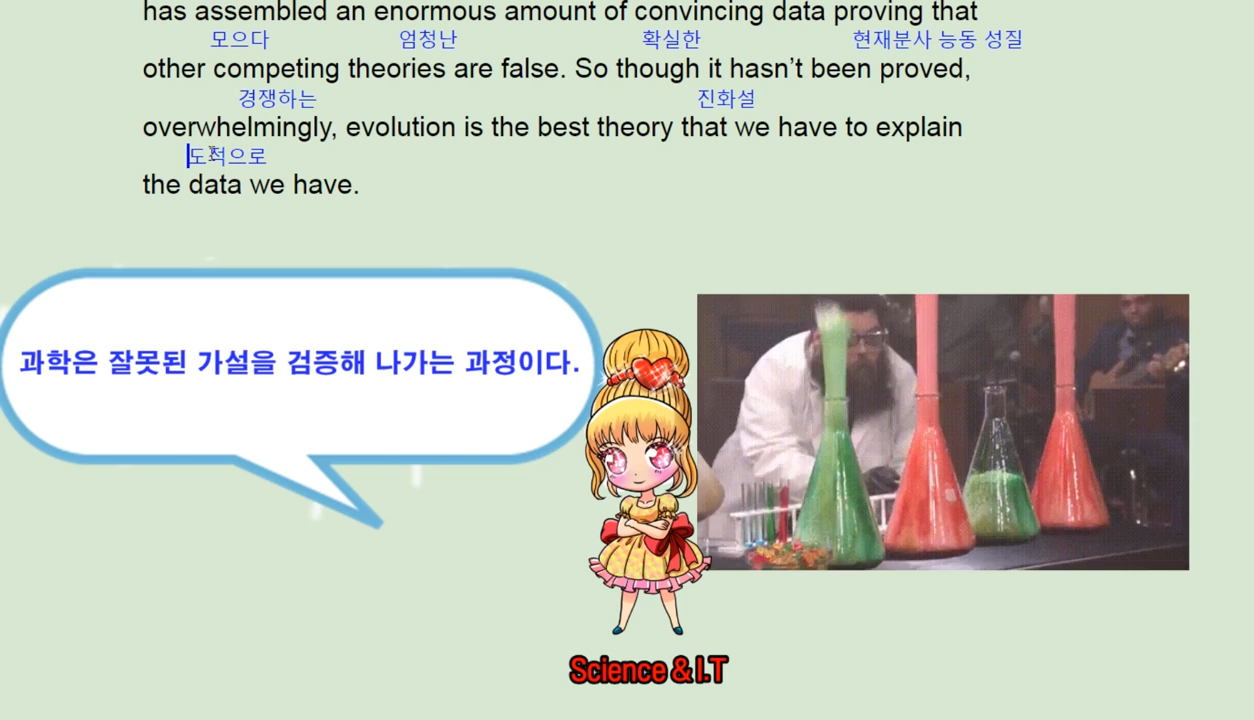 has assembled an enormous amount of convincing data proving that
모으다 엄청난 확실한 현재분사 능동 성질
other competing theories are false. So though it hasn't been proved,
경쟁하는 진화설
overwhelmingly, evolution is the best theory that we have to explain
도적으로
the data we have.
과학은 잘못된 가설을 검증해 나가는 과정이다.
Science & I.T